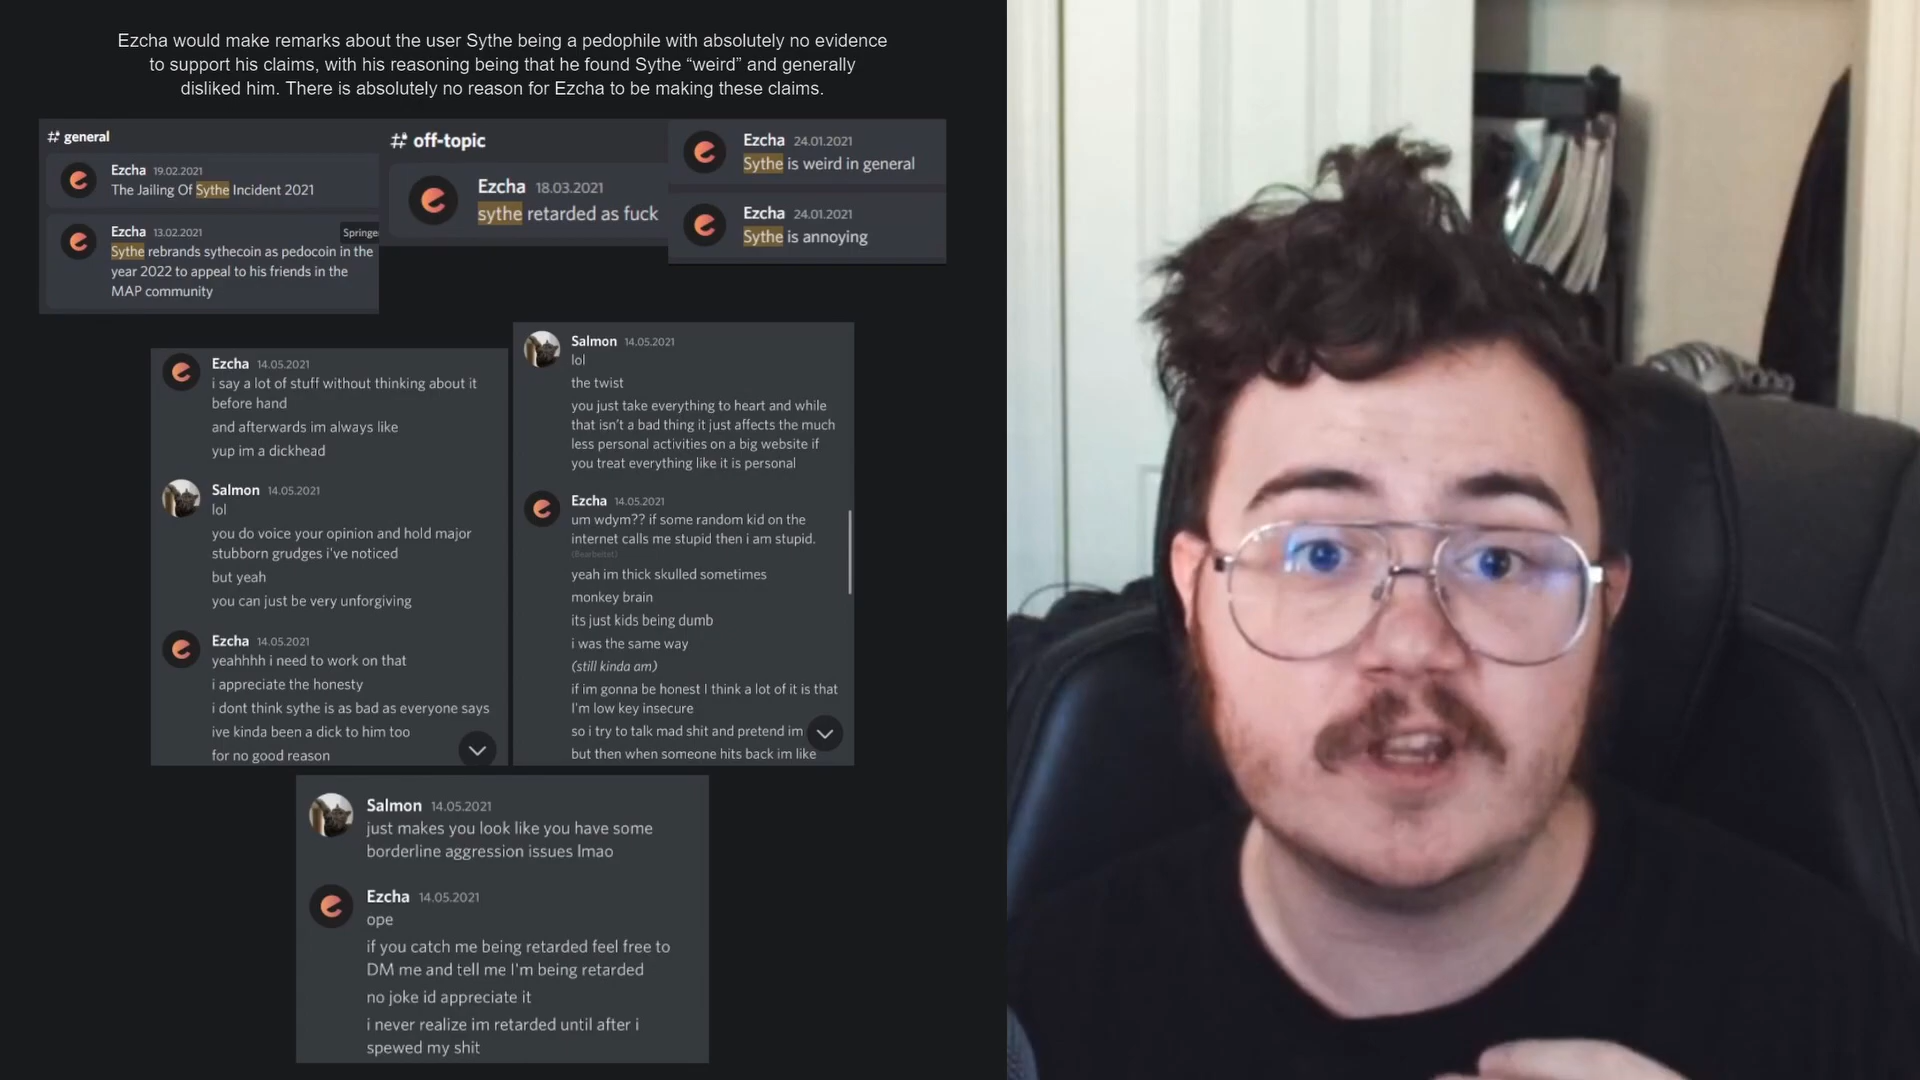 Ezcha would make remarks about the user Sythe being a pedophile with absolutely no evidence
to support his claims, with his reasoning being that he found Sythe “weird” and generally
disliked him. There is absolutely no reason for Ezcha to be making these claims.
general
Ezcha 19.02.2021
The Jailing Of Sythe Incident 2021
Ezcha 13.02.2021
Springe
Sythe rebrands sythecoin as pedocoin in the
year 2022 to appeal to his friends in the
MAP community
off-topic
Ezcha 18.03.2021
sythe retarded as fuck
Ezcha 24.01.2021
Sythe is weird in general
Ezcha 24.01.2021
Sythe is annoying
Ezcha 14.05.2021
i say a lot of stuff without thinking about it
before hand
and afterwards im always like
yup im a dickhead
Salmon 14.05.2021
lol
you do voice your opinion and hold major
stubborn grudges i've noticed
but yeah
you can just be very unforgiving
Ezcha 14.05.2021
yeahhhh i need to work on that
i appreciate the honesty
i dont think sythe is as bad as everyone says
ive kinda been a dick to him too
for no good reason
Salmon 14.05.2021
lol
the twist
you just take everything to heart and while
that isn't a bad thing it just affects the much
less personal activities on a big website if
you treat everything like it is personal
Ezcha 14.05.2021
um wdym?? if some random kid on the
internet calls me stupid then i am stupid.
(Bearbeitet)
yeah im thick skulled sometimes
monkey brain
its just kids being dumb
i was the same way
(still kinda am)
if im gonna be honest I think a lot of it is that
I'm low key insecure
so i try to talk mad shit and pretend im
but then when someone hits back im like
Salmon 14.05.2021
just makes you look like you have some
borderline aggression issues lmao
Ezcha 14.05.2021
ope
if you catch me being retarded feel free to
DM me and tell me I'm being retarded
no joke id appreciate it
i never realize im retarded until after i
spewed my shit